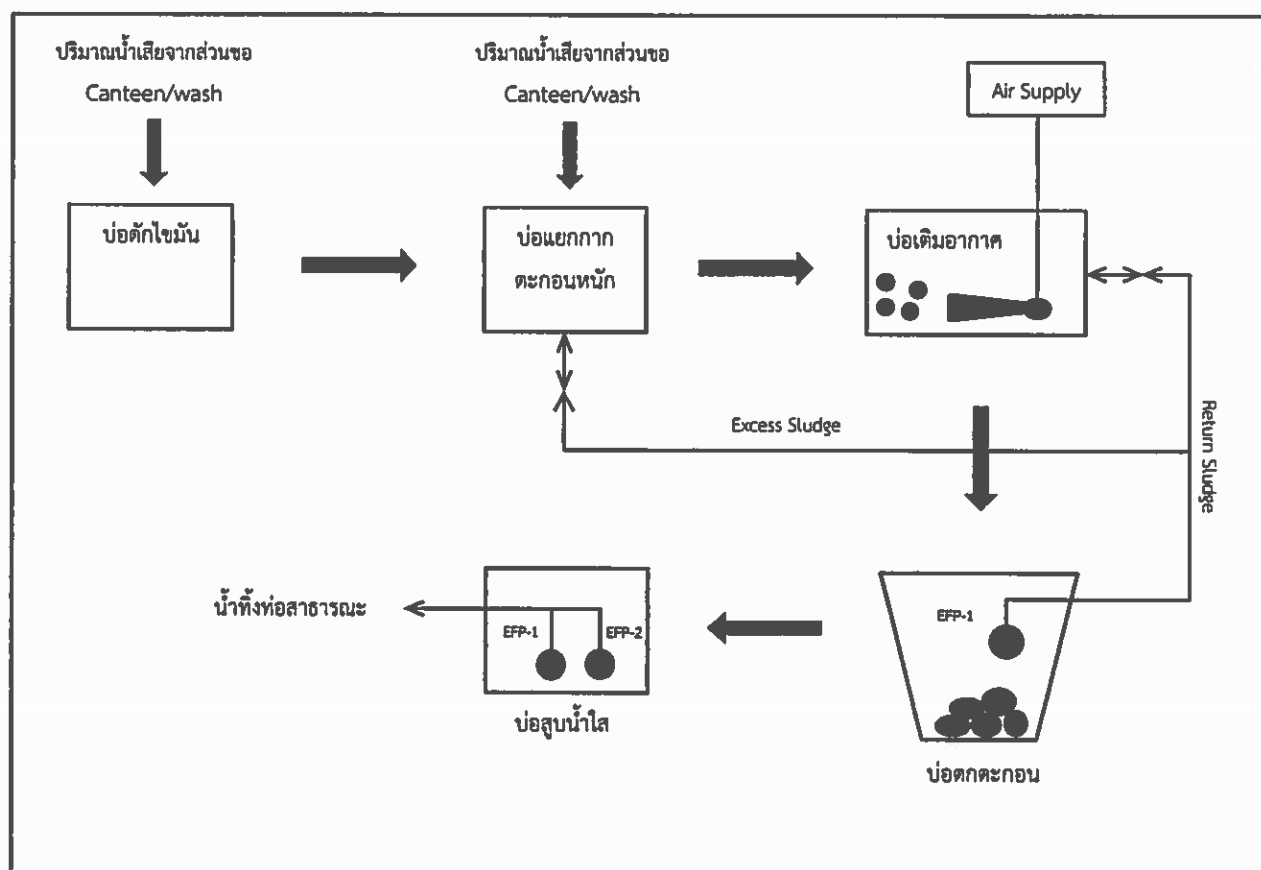 ปริมาณน้ำเสียจากส่วนขอ
Canteen/wash
ปริมาณน้ำเสียจากส่วนขอ
Canteen/wash
Air Supply
บ่อดักไขมัน
บ่อแยกกาก
ตะกอนหนัก
บ่อเติมอากาศ
Excess Sludge
Return Sludge
น้ำทิ้งท่อสาธารณะ
EFP-1
EFP-2
บ่อสูบน้ำใส
EFP-1
บ่อตกตะกอน